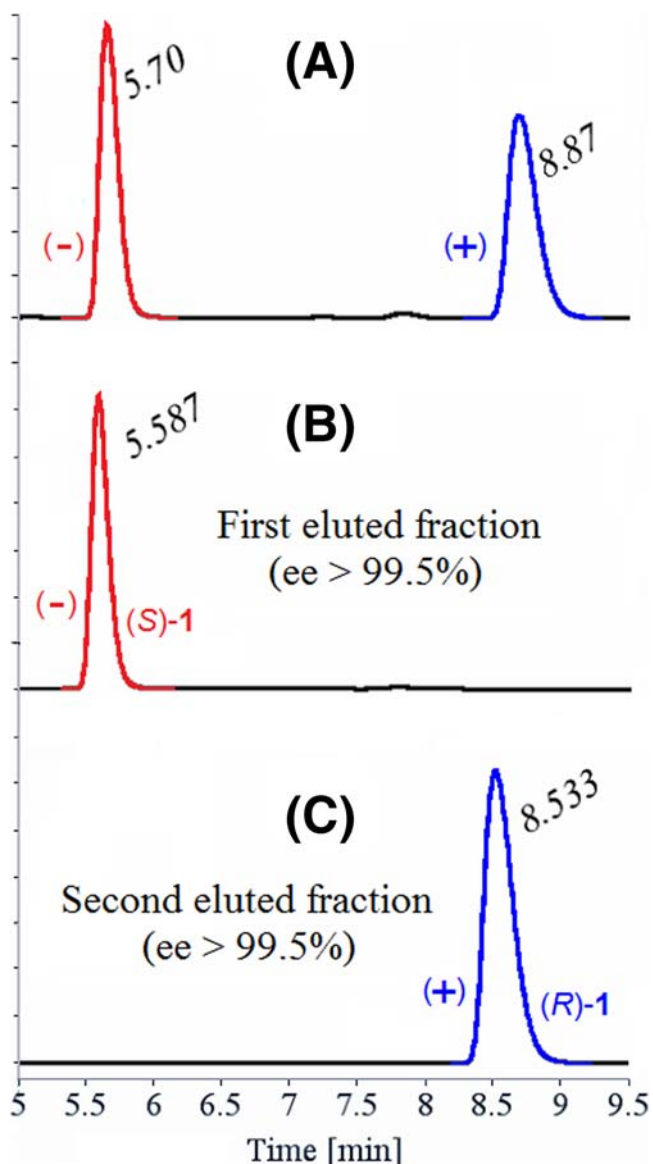 (A)
5.70
8.87
(-)
(+)
(B)
5.587
First eluted fraction
(ee > 99.5%)
(-)
(S)-1
(C)
8.533
Second eluted fraction
(ee > 99.5%)
(+)
(R)-1
5 5.5 6 6.5 7 7.5 8 8.5 9 9.5
Time [min]